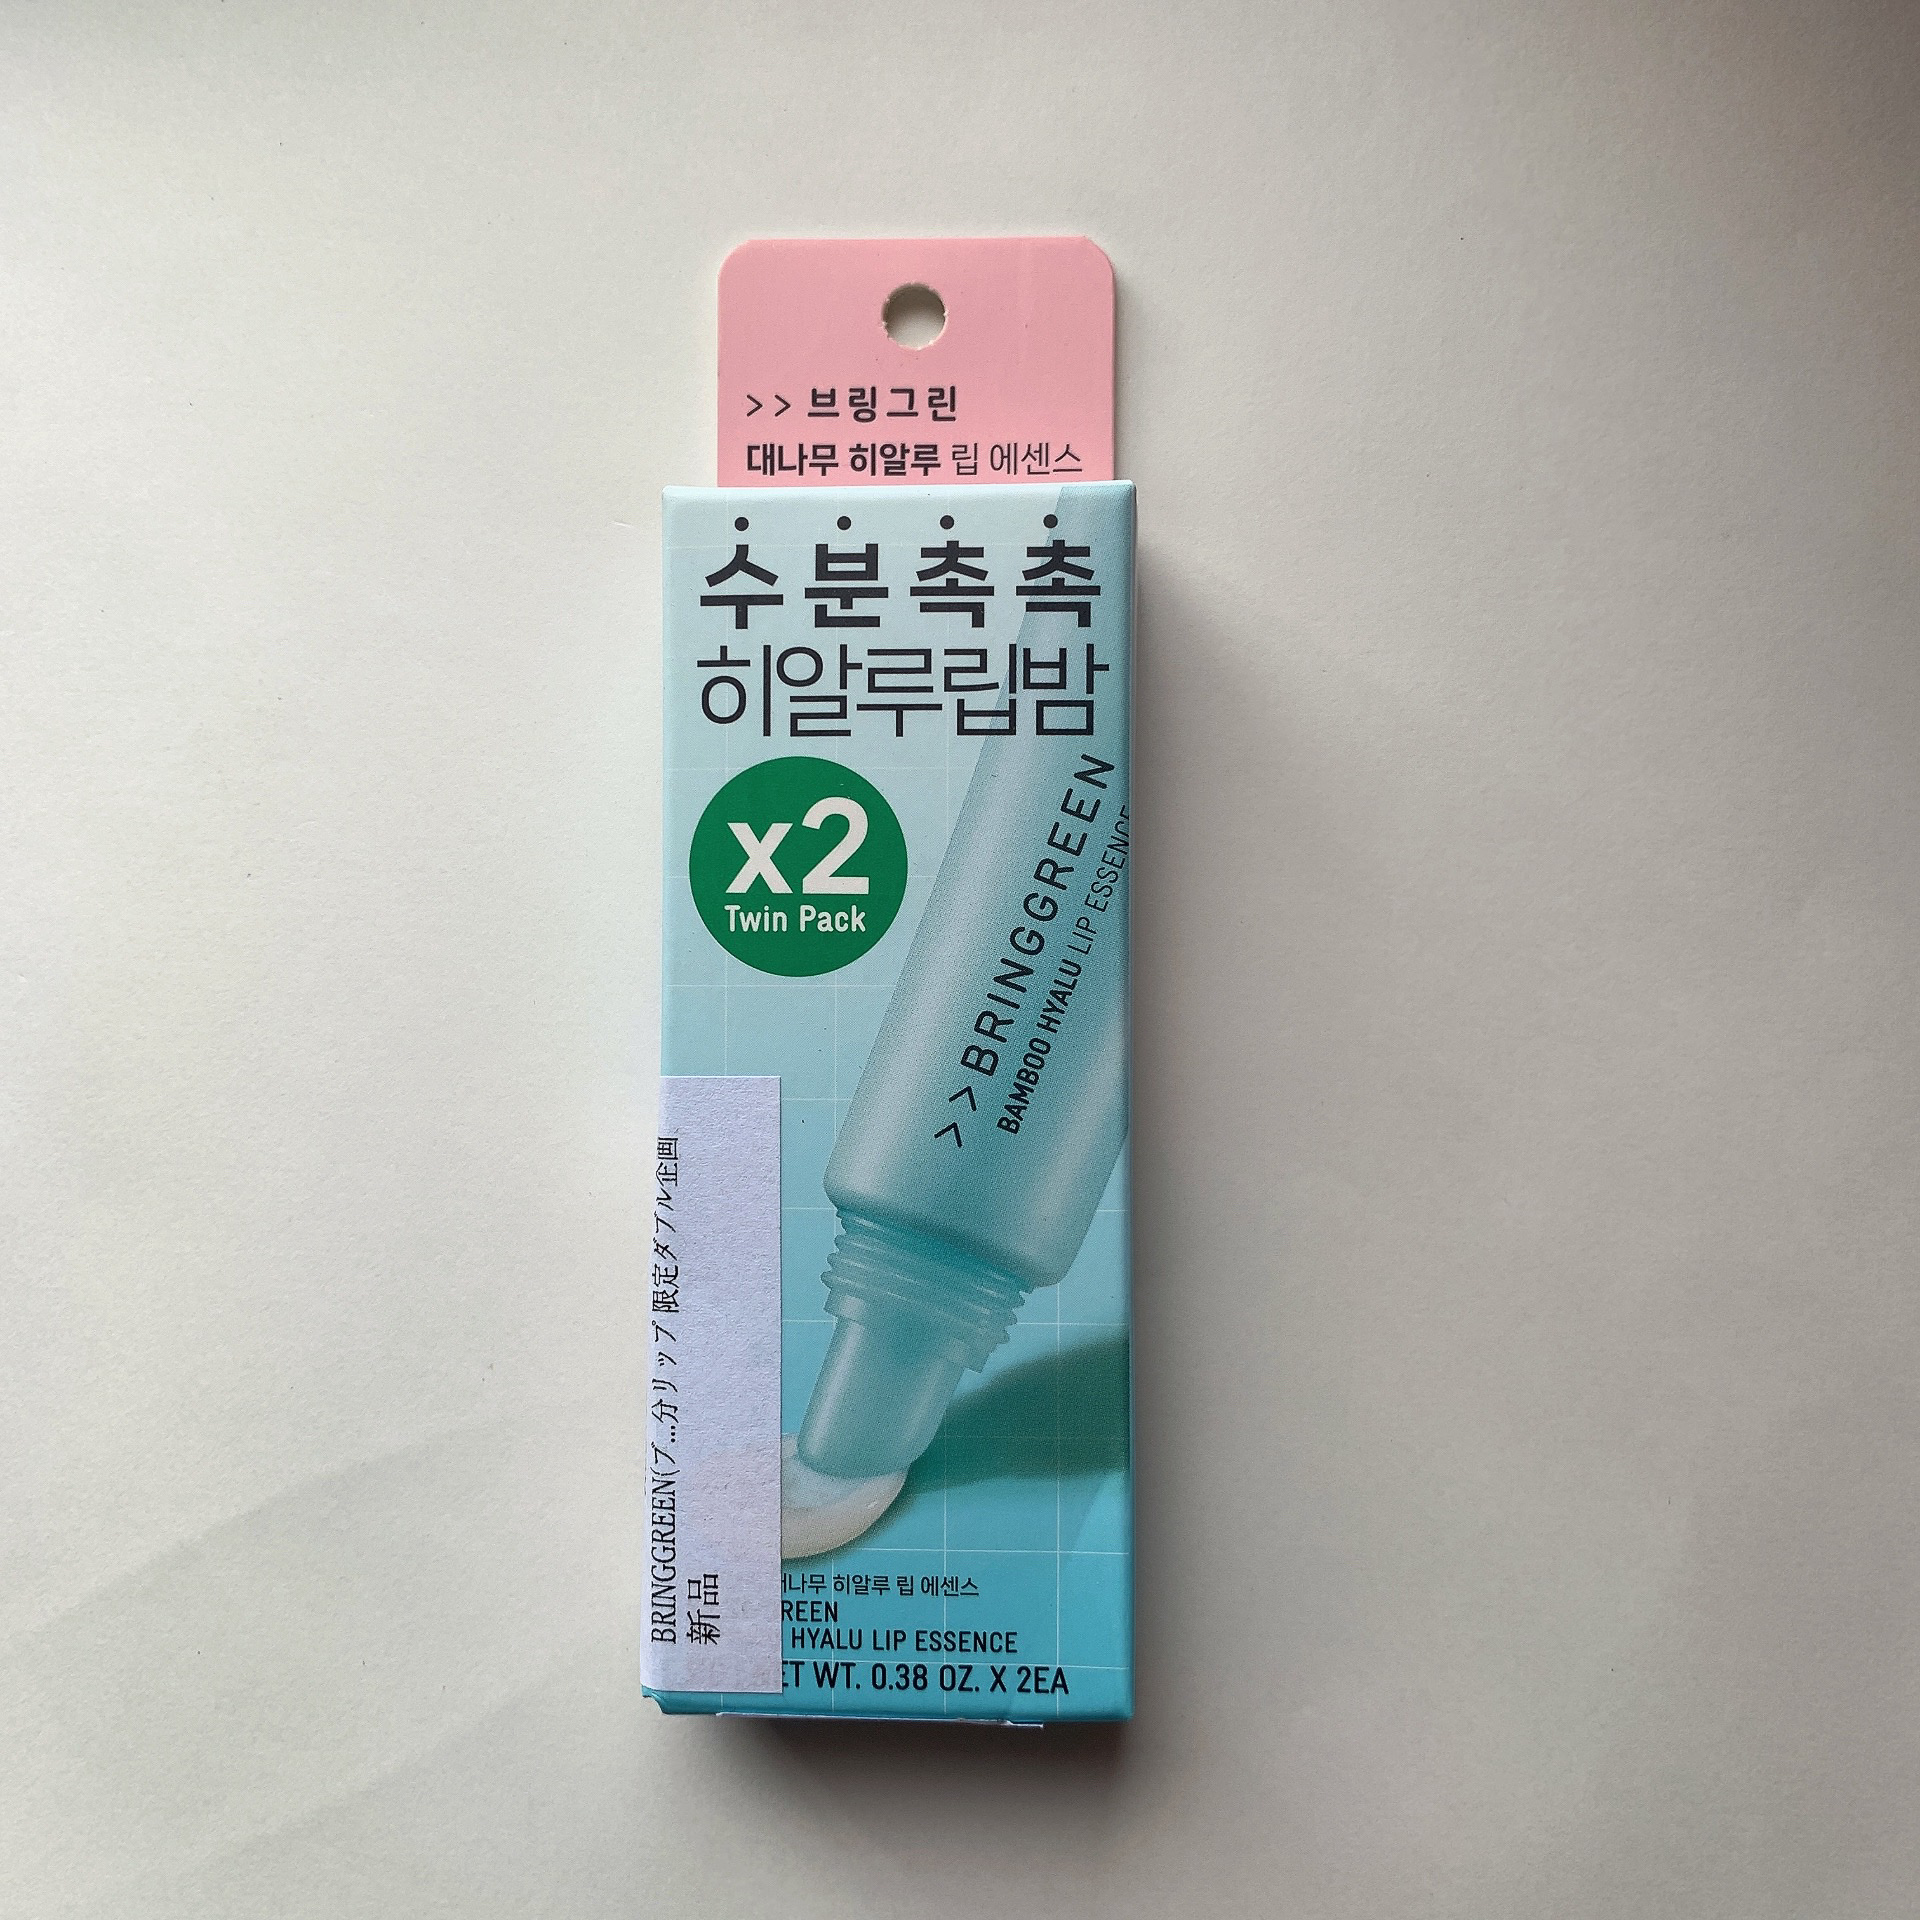 >> 브링그린
대나무 히알루 립 에센스
수분촉촉
히알루립밤
x2
Twin Pack
>> BRINGGREEN
BAMBOO HYALU LIP ESSENCE
BRINGGREEN(ブ...分リップ 限定ダブル企画
新品
나무 히알루 립 에센스
REEN
HYALU LIP ESSENCE
ET WT. 0.38 OZ. X 2EA